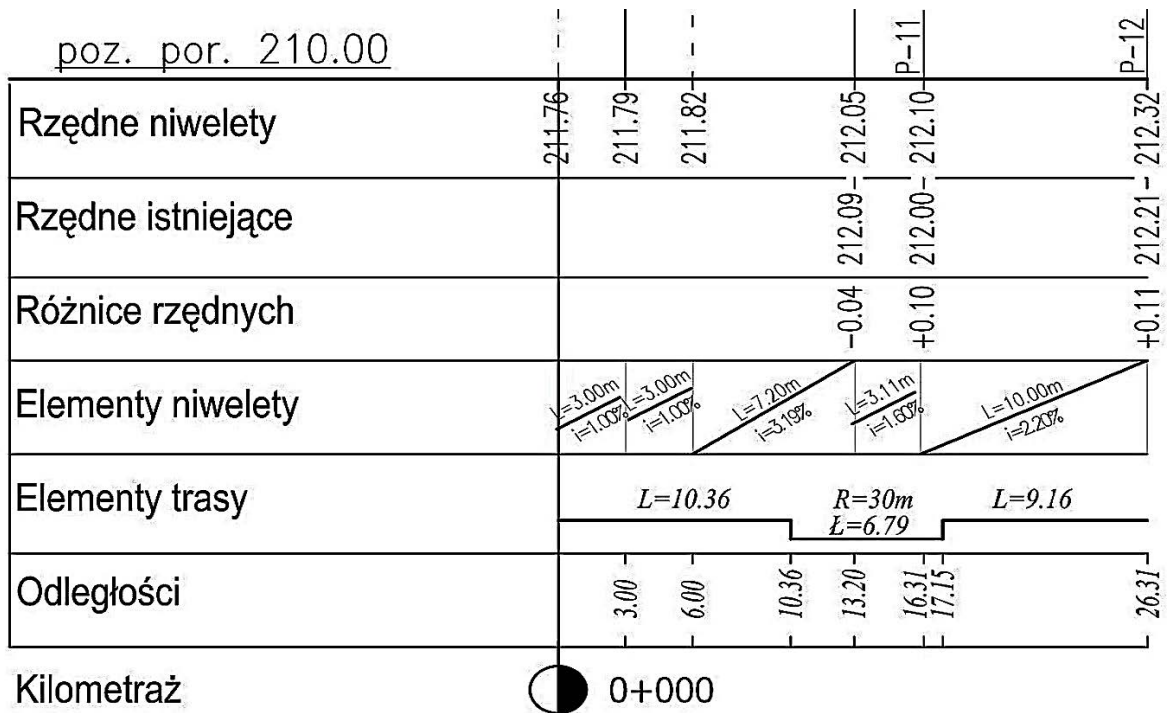 poz. por. 210.00
P-11
P-12
Rzędne niwelety
211.76
211.79
211.82
212.05
212.10
212.32
Rzędne istniejące
212.09
212.00
212.21
Różnice rzędnych
-0.04
+0.10
+0.11
Elementy niwelety
L=3.00m
i=1.00%
L=3.00m
i=1.00%
L=7.20m
i=3.19%
L=3.11m
i=1.60%
L=10.00m
i=2.20%
Elementy trasy
L=10.36
R=30m
Ł=6.79
L=9.16
Odległości
3.00
6.00
10.36
13.20
16.31
17.15
26.31
Kilometraż
0+000